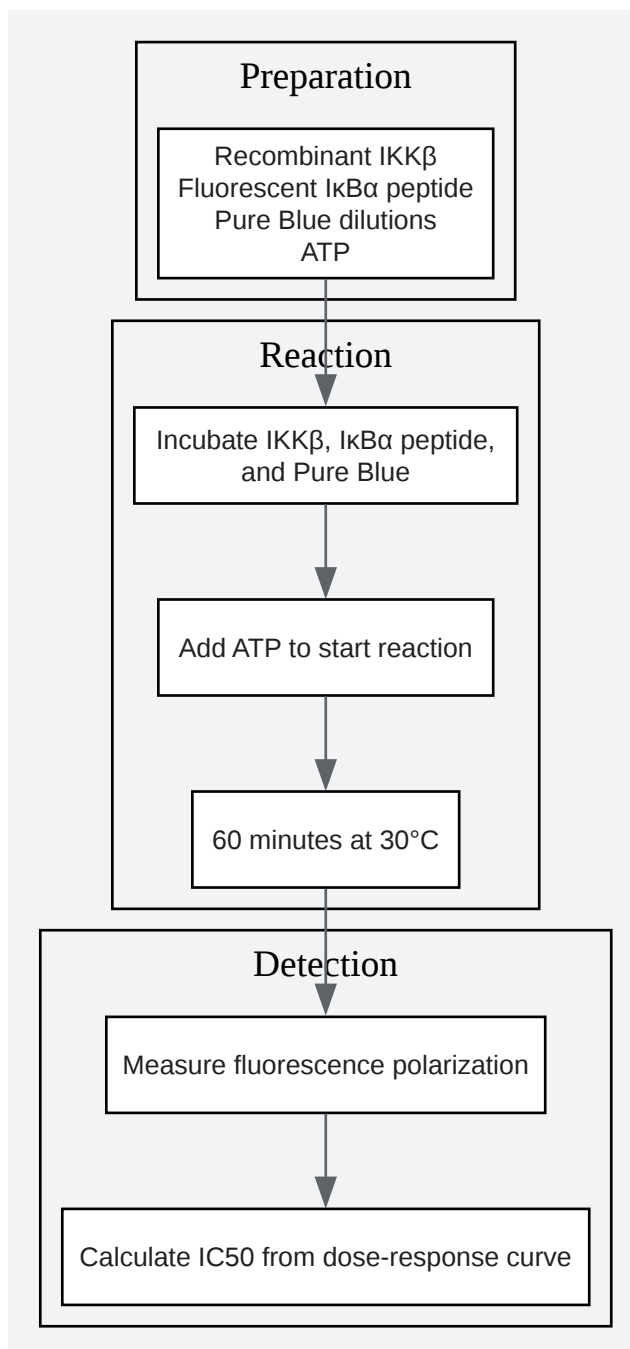 Preparation
Recombinant IKKβ
Fluorescent IκBα peptide
Pure Blue dilutions
ATP
Reaction
Incubate IKKβ, IκBα peptide,
and Pure Blue
Add ATP to start reaction
60 minutes at 30°C
Detection
Measure fluorescence polarization
Calculate IC50 from dose-response curve